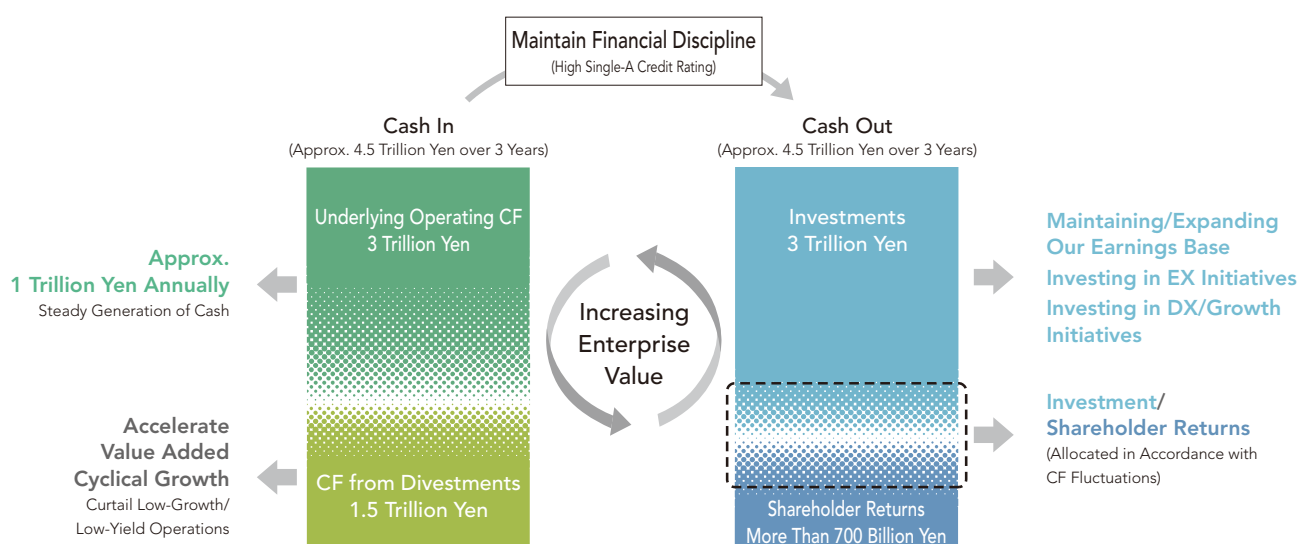 Maintain Financial Discipline
(High Single-A Credit Rating)
Cash In
(Approx. 4.5 Trillion Yen over 3 Years)
Cash Out
(Approx. 4.5 Trillion Yen over 3 Years)
Approx.
1 Trillion Yen Annually
Steady Generation of Cash
Accelerate
Value Added
Cyclical Growth
Curtail Low-Growth/
Low-Yield Operations
Underlying Operating CF
3 Trillion Yen
CF from Divestments
1.5 Trillion Yen
Increasing
Enterprise
Value
Investments
3 Trillion Yen
Shareholder Returns
More Than 700 Billion Yen
Maintaining/Expanding
Our Earnings Base
Investing in EX Initiatives
Investing in DX/Growth
Initiatives
Investment/
Shareholder Returns
(Allocated in Accordance with
CF Fluctuations)